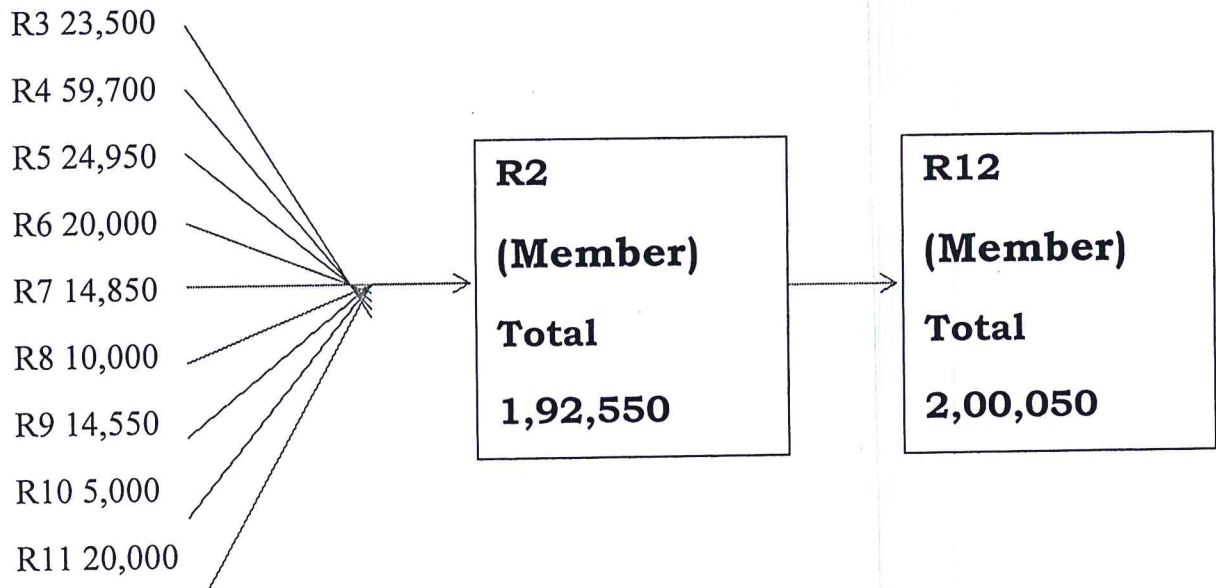 R3 23,500
R4 59,700
R5 24,950
R6 20,000
R7 14,850
R8 10,000
R9 14,550
R10 5,000
R11 20,000
R2
(Member)
Total
1,92,550
R12
(Member)
Total
2,00,050